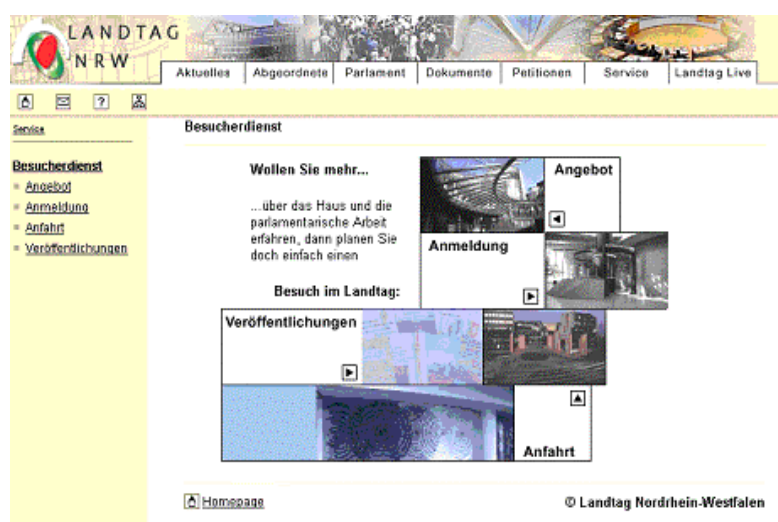 LANDTAG
NRW
Aktuelles Abgeordnete Parlament Dokumente Petitionen Service Landtag Live
?
Service
Besucherdienst
Besucherdienst
Angebot
Anmeldung
Anfahrt
Veröffentlichungen
Wollen Sie mehr...
...über das Haus und die
parlamentarische Arbeit
erfahren, dann planen Sie
doch einfach einen
Besuch im Landtag:
Angebot
Anmeldung
Veröffentlichungen
Anfahrt
Homepage
© Landtag Nordrhein-Westfalen